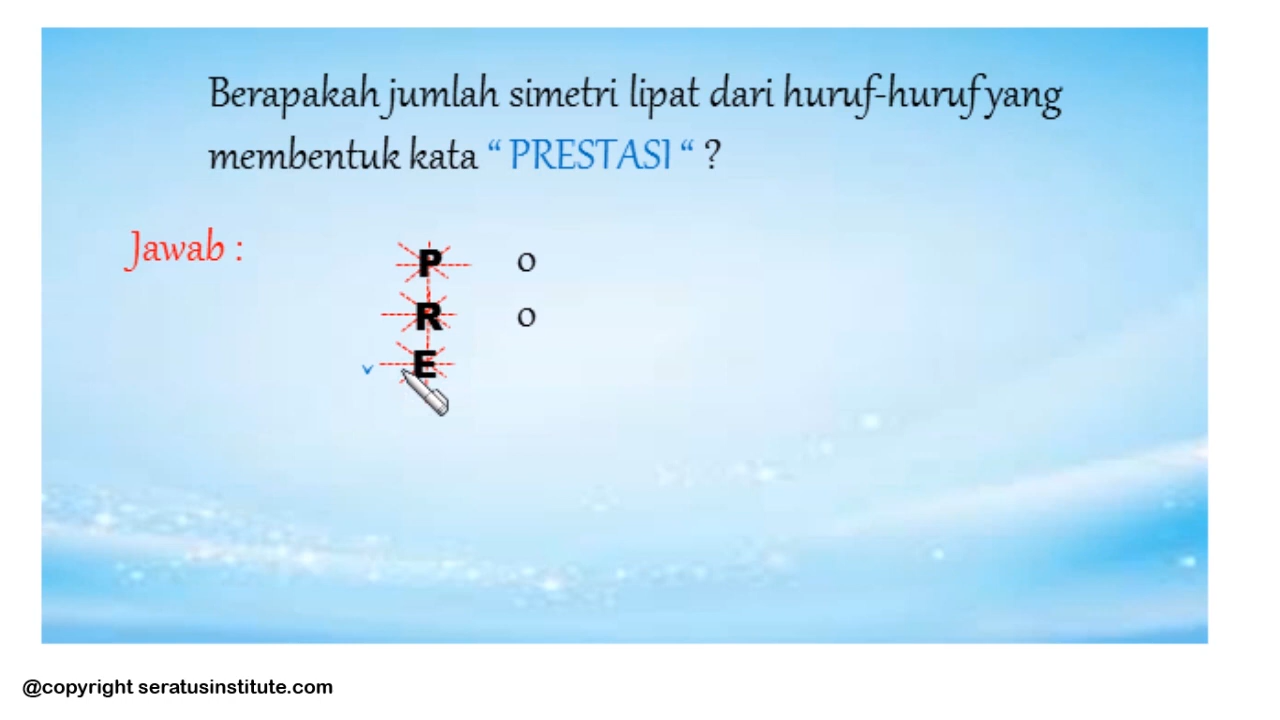 Berapakah jumlah simetri lipat dari huruf-huruf yang
membentuk kata “ PRESTASI “ ?
Jawab :
P 0
R 0
v E
@copyright seratusinstitute.com